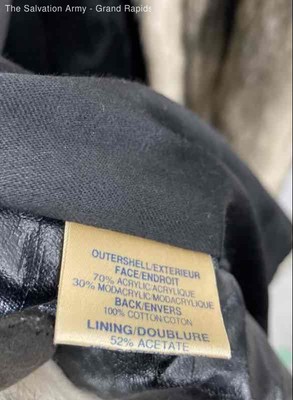 The Salvation Army - Grand Rapids
OUTERSHELL/EXTERIEUR
FACE/ENDROIT
70% ACRYLIC/ACRYLIQUE
30% MODACRYLIC/MODACRYLIQUE
BACK/ENVERS
100% COTTON/COTON
LINING/DOUBLURE
52% ACETATE